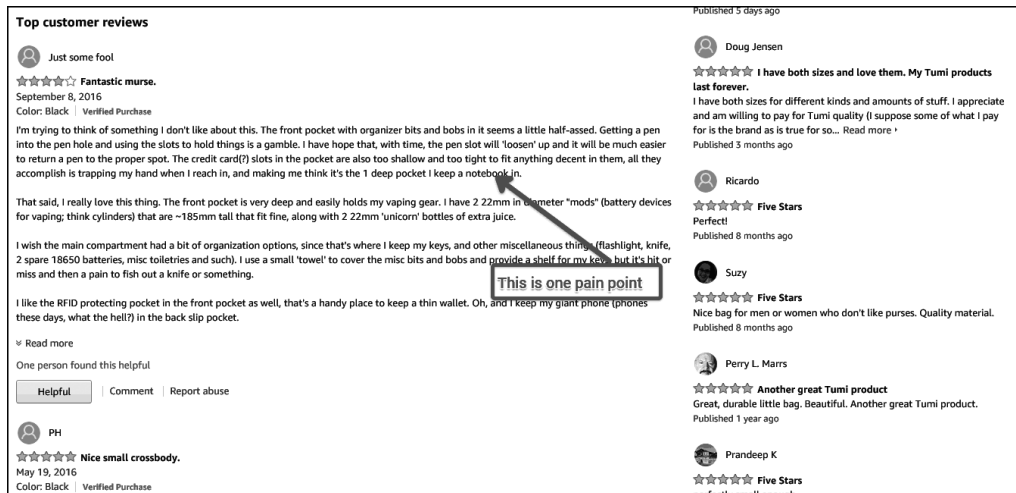 Top customer reviews
Just some fool
Fantastic murse.
September 8, 2016
Color: Black | Verified Purchase
I'm trying to think of something I don't like about this. The front pocket with organizer bits and bobs in it seems a little half-assed. Getting a pen
into the pen hole and using the slots to hold things is a gamble. I have hope that, with time, the pen slot will 'loosen' up and it will be much easier
to return a pen to the proper spot. The credit card(?) slots in the pocket are also too shallow and too tight to fit anything decent in them, all they
accomplish is trapping my hand when I reach in, and making me think it's the 1 deep pocket I keep a notebook in.
That said, I really love this thing. The front pocket is very deep and easily holds my vaping gear. I have 2 22mm in diameter "mods" (battery devices
for vaping; think cylinders) that are ~185mm tall that fit fine, along with 2 22mm 'unicorn' bottles of extra juice.
I wish the main compartment had a bit of organization options, since that's where I keep my keys, and other miscellaneous things (flashlight, knife,
2 spare 18650 batteries, misc toiletries and such). I use a small 'towel' to cover the misc bits and bobs and provide a shelf for my keys but it's hit or
miss and then a pain to fish out a knife or something.
This is one pain point
I like the RFID protecting pocket in the front pocket as well, that's a handy place to keep a thin wallet. Oh, and I keep my giant phone (phones
these days, what the hell?) in the back slip pocket.
Read more
One person found this helpful
Helpful | Comment | Report abuse
PH
Nice small crossbody.
May 19, 2016
Color: Black | Verified Purchase
Published 5 days ago
Doug Jensen
I have both sizes and love them. My Tumi products
last forever.
I have both sizes for different kinds and amounts of stuff. I appreciate
and am willing to pay for Tumi quality (I suppose some of what I pay
for is the brand as is true for so... Read more
Published 3 months ago
Ricardo
Five Stars
Perfect!
Published 8 months ago
Suzy
Five Stars
Nice bag for men or women who don't like purses. Quality material.
Published 8 months ago
Perry L. Marrs
Another great Tumi product
Great, durable little bag. Beautiful. Another great Tumi product.
Published 1 year ago
Prandeep K
Five Stars